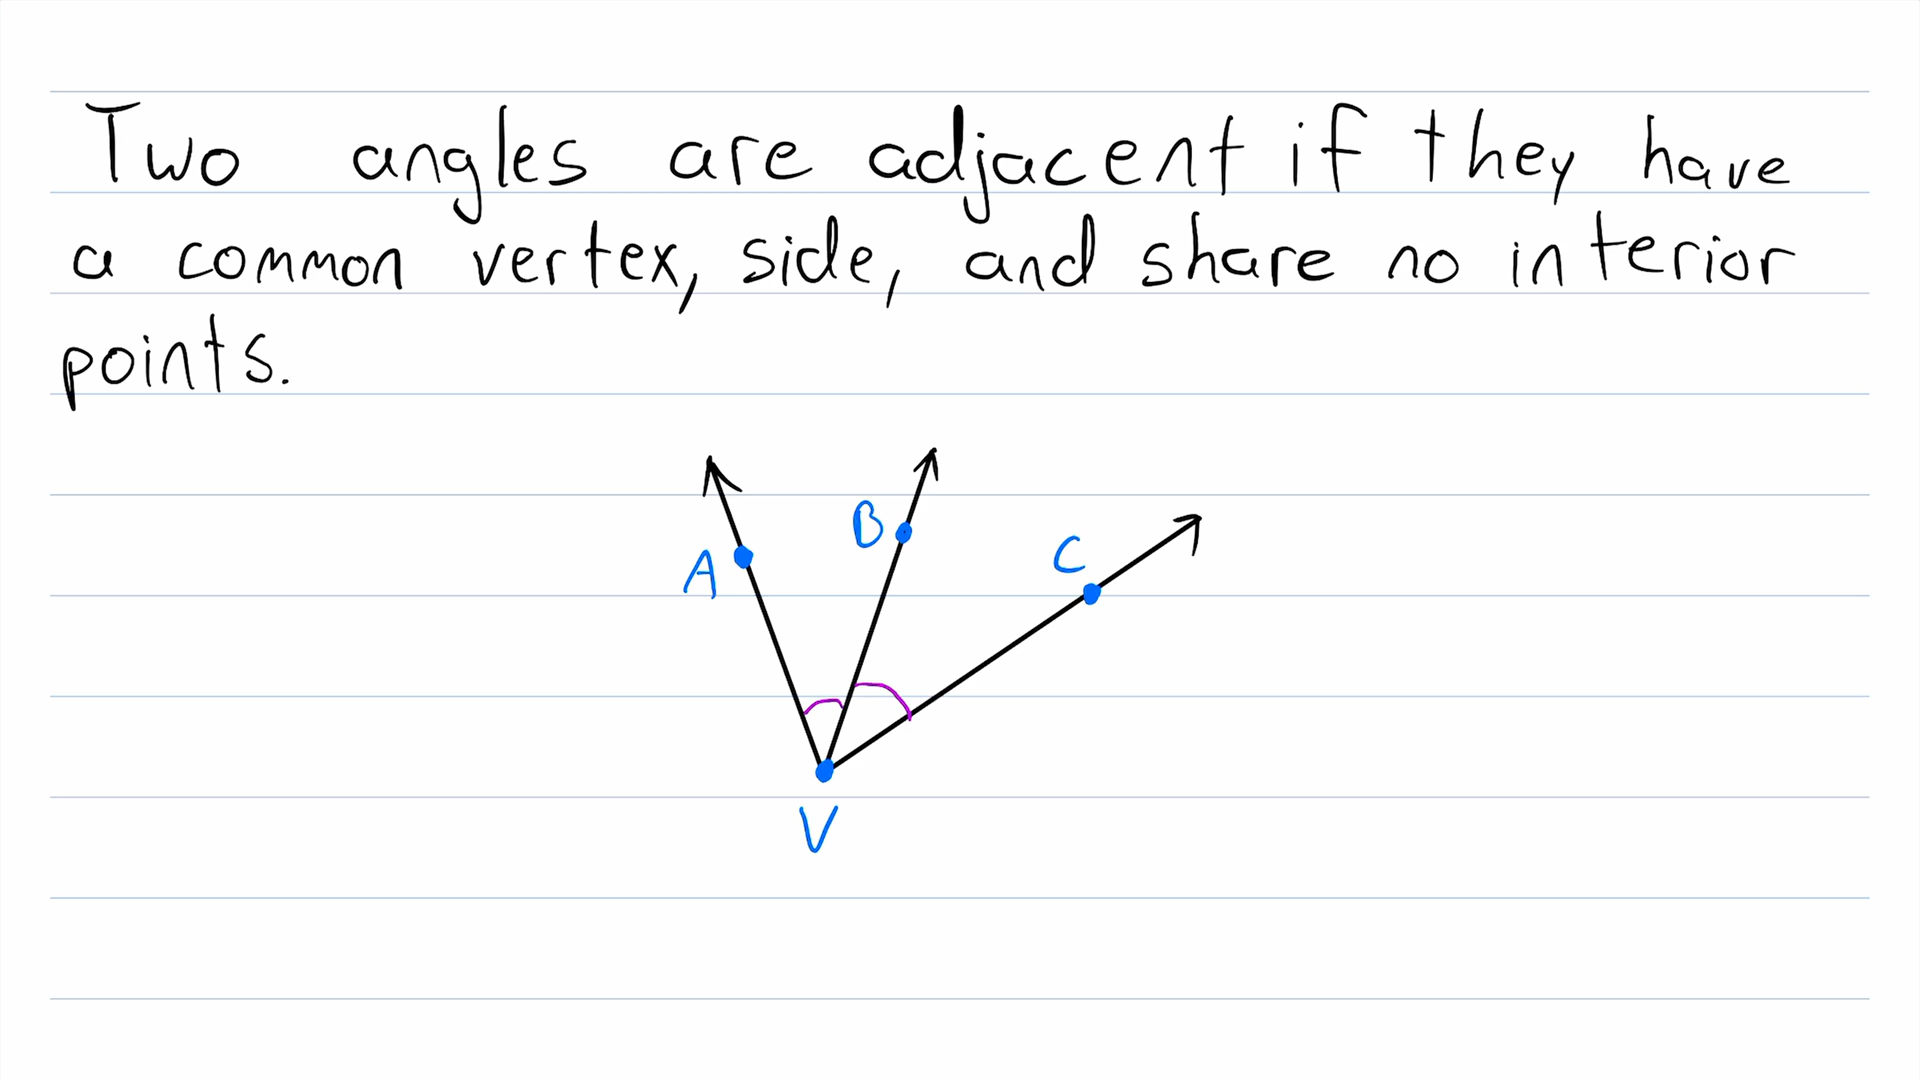 Two angles are adjacent if they have
a common vertex, side, and share no interior
points.
B
C
A
V